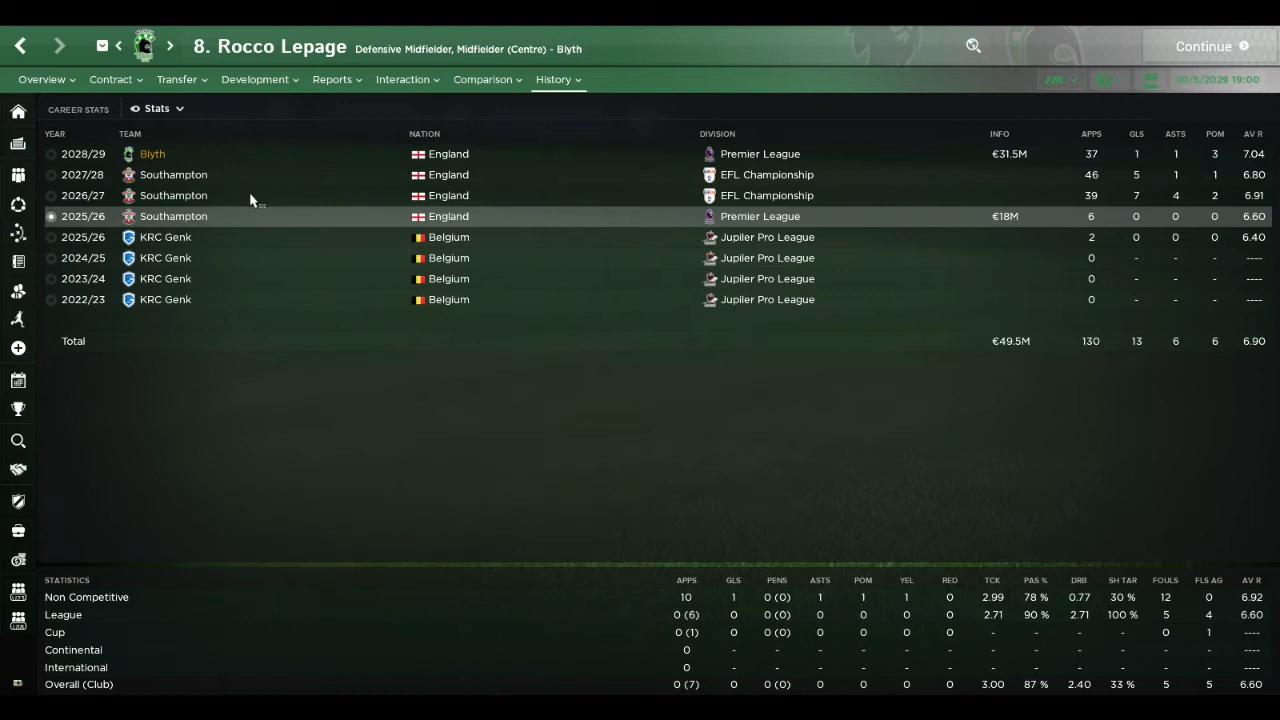 8. Rocco Lepage Defensive Midfielder, Midfielder (Centre) - Blyth Continue
Overview Contract Transfer Development Reports Interaction Comparison History 30/5/2029 19:00
CAREER STATS Stats
YEAR TEAM NATION DIVISION INFO APPS GLS ASTS POM AV R
2028/29 Blyth England Premier League €31.5M 37 1 1 3 7.04
2027/28 Southampton England EFL Championship 46 5 1 1 6.80
2026/27 Southampton England EFL Championship 39 7 4 2 6.91
2025/26 Southampton England Premier League €18M 6 0 0 0 6.60
2025/26 KRC Genk Belgium Jupiler Pro League 2 0 0 0 6.40
2024/25 KRC Genk Belgium Jupiler Pro League 0 - - - ----
2023/24 KRC Genk Belgium Jupiler Pro League 0 - - - ----
2022/23 KRC Genk Belgium Jupiler Pro League 0 - - - ----
Total €49.5M 130 13 6 6 6.90
STATISTICS APPS GLS PENS ASTS POM YEL RED TCK PAS % DRB SH TAR FOULS FLS AG AV R
Non Competitive 10 1 0 (0) 1 1 1 0 2.99 78 % 0.77 30 % 12 0 6.92
League 0 (6) 0 0 (0) 0 0 0 0 2.71 90 % 2.71 100 % 5 4 6.60
Cup 0 (1) 0 0 (0) 0 0 0 0 - - - - 0 1 ----
Continental 0 - - - - - - - - - - - - ----
International 0 - - - - - - - - - - - - ----
Overall (Club) 0 (7) 0 0 (0) 0 0 0 0 3.00 87 % 2.40 33 % 5 5 6.60